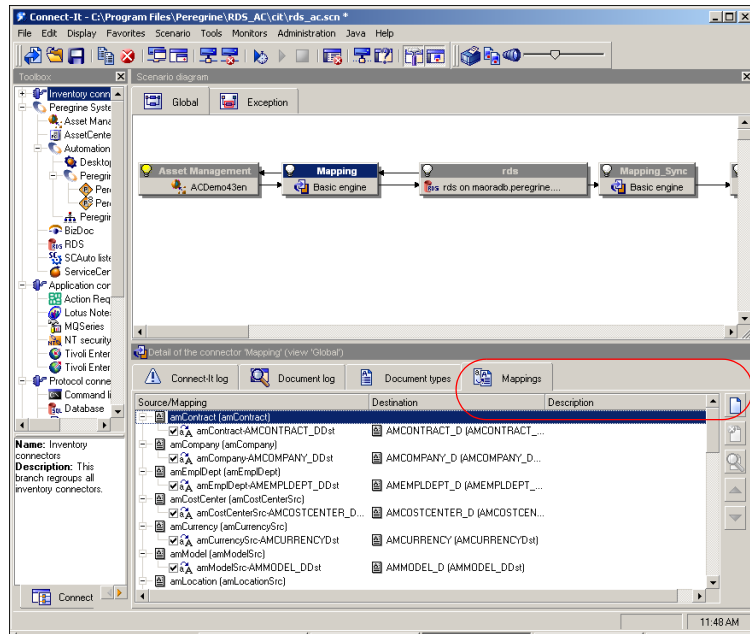 Connect-It - C:\Program Files\Peregrine\RDS_AC\cit\rds_ac.scn *
File Edit Display Favorites Scenario Tools Monitors Administration Java Help
Toolbox
Inventory conn
Peregrine Syste
Asset Mana
AssetCente
Automation
Desktop
Peregrin
Per
Per
Peregrin
BizDoc
RDS
SCAuto liste
ServiceCen
Application cor
Action Req
Lotus Note:
MQSeries
NT security
Tivoli Enter
Tivoli Enter
Protocol conne
Command li
Database
Name: Inventory
connectors
Description: This
branch regroups all
inventory connectors.
Connect
Scenario diagram
Global Exception
Asset Management
ACDemo43en
Mapping
Basic engine
rds
rds on maoradb.peregrine....
Mapping_Sync
Basic engine
Detail of the connector 'Mapping' (view 'Global')
Connect-It log Document log Document types Mappings
Source/Mapping Destination Description
amContract (amContract)
amContract-AMCONTRACT_DDst AMCONTRACT_D (AMCONTRACT_...
amCompany (amCompany)
amCompany-AMCOMPANY_DDst AMCOMPANY_D (AMCOMPANY_D...
amEmplDept (amEmplDept)
amEmplDept-AMEMPLDEPT_DDst AMEMPLDEPT_D (AMEMPLDEPT_...
amCostCenter (amCostCenterSrc)
amCostCenterSrc-AMCOSTCENTER_D... AMCOSTCENTER_D (AMCOSTCEN...
amCurrency (amCurrencySrc)
amCurrencySrc-AMCURRENCYDst AMCURRENCY (AMCURRENCYDst)
amModel (amModelSrc)
amModelSrc-AMMODEL_DDst AMMODEL_D (AMMODEL_DDst)
amLocation (amLocationSrc)
11:48 AM